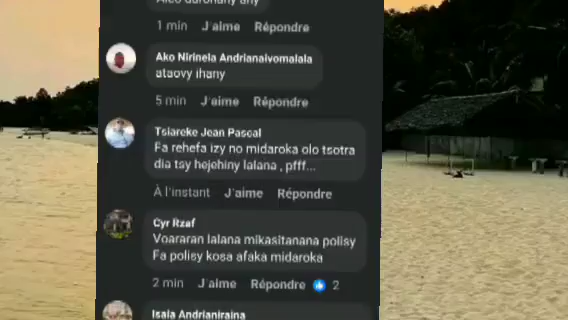 1 min J'aime Répondre
Ako Nirinela Andrianaivomalala
ataovy ihany
5 min J'aime Répondre
Tsiareke Jean Pascal
Fa rehefa izy no midaroka olo tsotra
dia tsy hejehiny lalana , pfff...
À l'instant J'aime Répondre
Cyr Rzaf
Voararan lalana mikasitanana polisy
Fa polisy kosa afaka midaroka
2 min J'aime Répondre 2
Isaia Andrianiraina